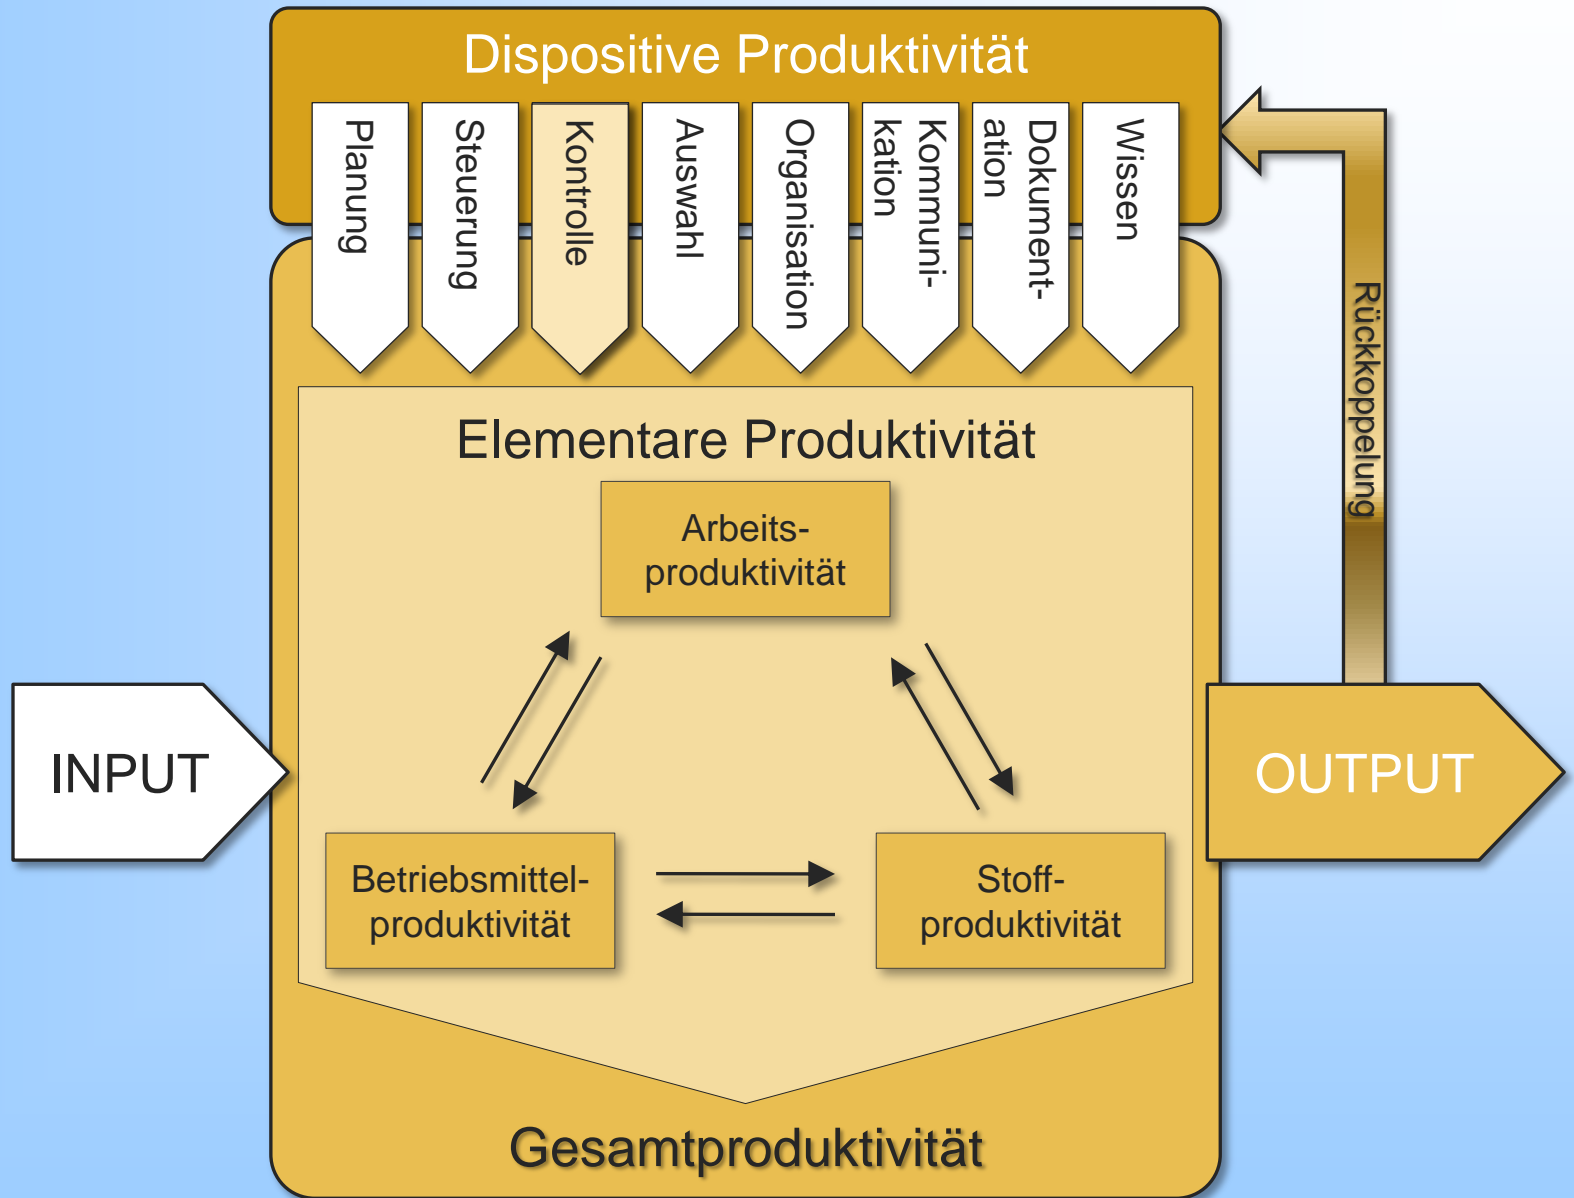 Dispositive Produktivität
Planung
Steuerung
Kontrolle
Auswahl
Organisation
Kommuni-
kation
Dokument-
ation
Wissen
Rückkoppelung
Elementare Produktivität
Arbeits-
produktivität
INPUT
OUTPUT
Betriebsmittel-
produktivität
Stoff-
produktivität
Gesamtproduktivität